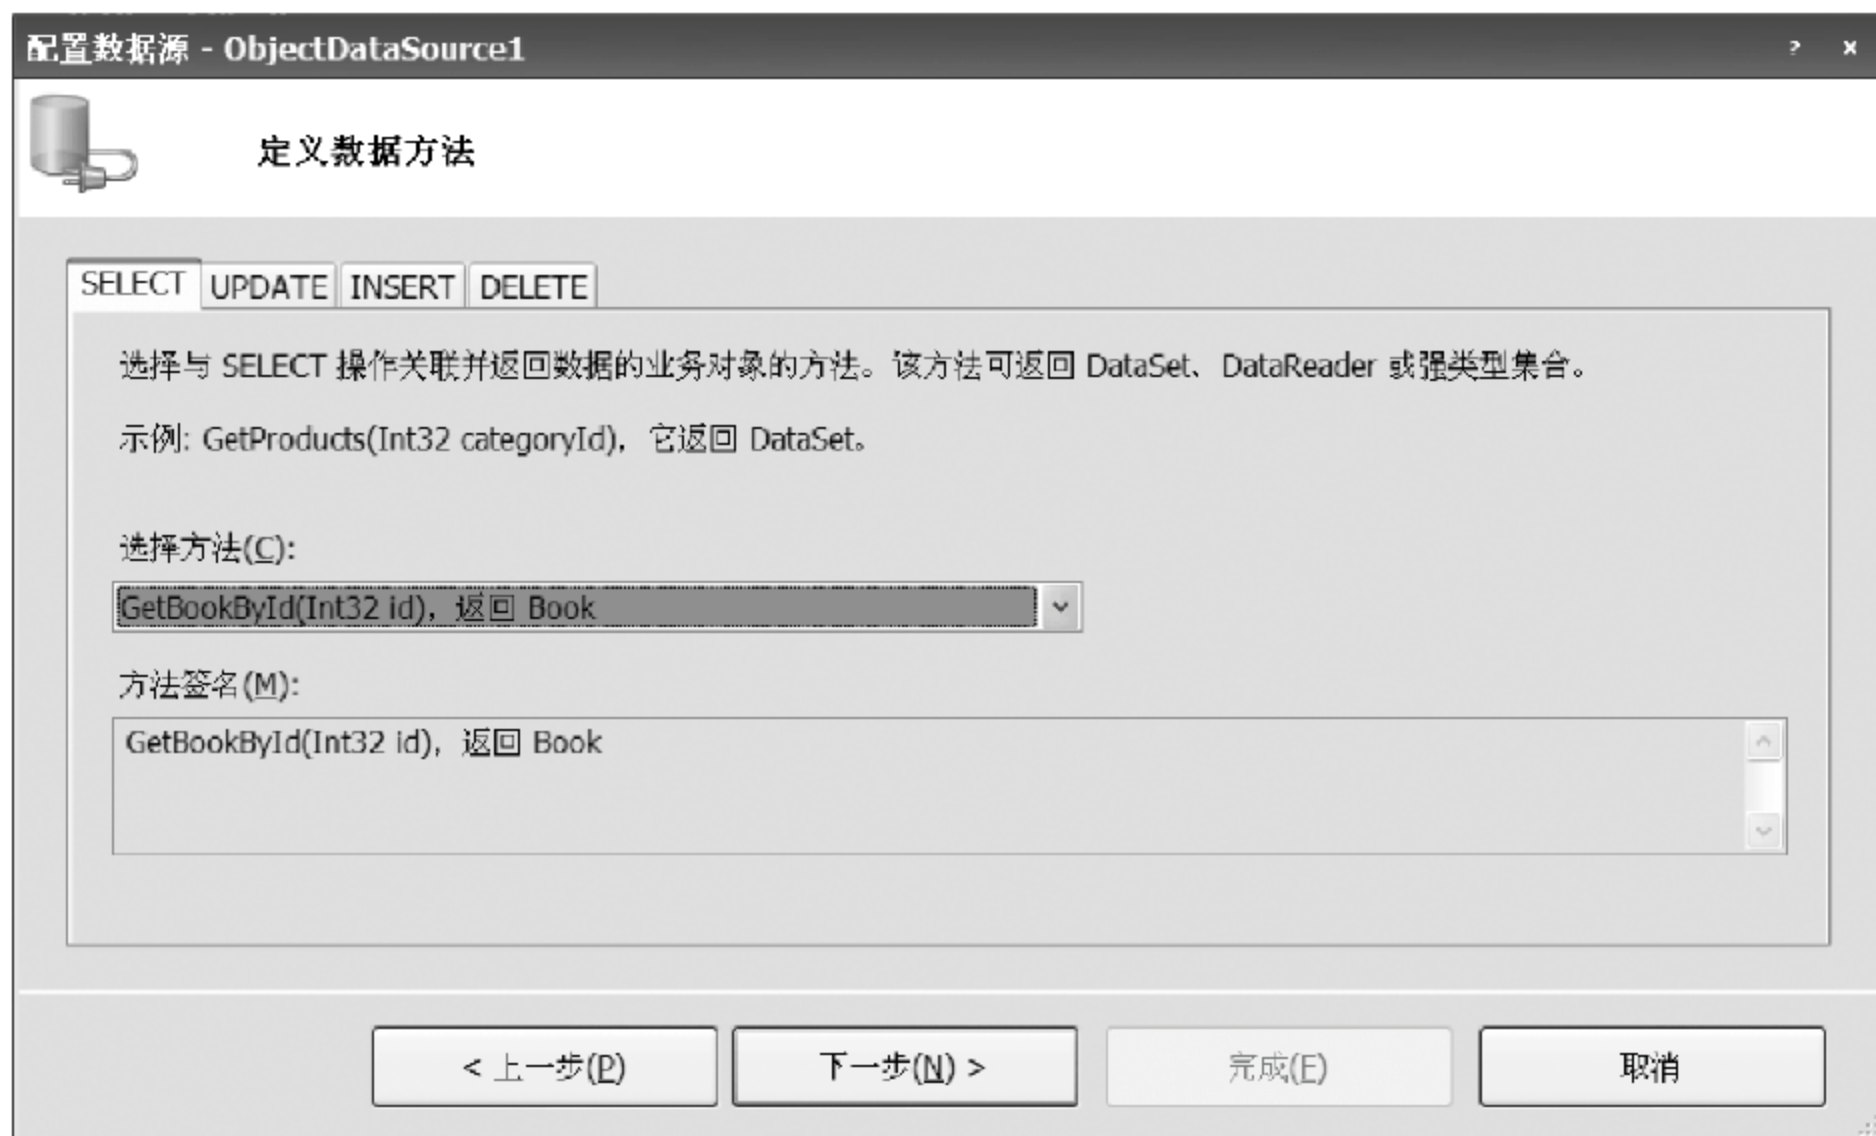 配置数据源 - ObjectDataSource1
定义数据方法
SELECT UPDATE INSERT DELETE
选择与 SELECT 操作关联并返回数据的业务对象的方法。该方法可返回 DataSet、DataReader 或强类型集合。
示例: GetProducts(Int32 categoryId)，它返回 DataSet。
选择方法(C):
GetBookById(Int32 id)，返回 Book
方法签名(M):
GetBookById(Int32 id)，返回 Book
< 上一步(P) 下一步(N) > 完成(F) 取消